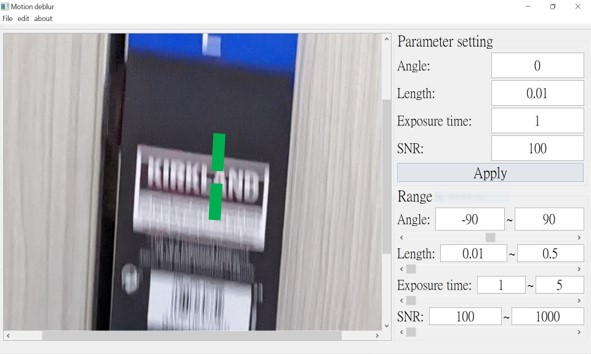 Motion deblur
File edit about
Parameter setting
Angle: 0
Length: 0.01
Exposure time: 1
SNR: 100
Apply
Range
Angle: -90 ~ 90
Length: 0.01 ~ 0.5
Exposure time: 1 ~ 5
SNR: 100 ~ 1000
KIRKLAND